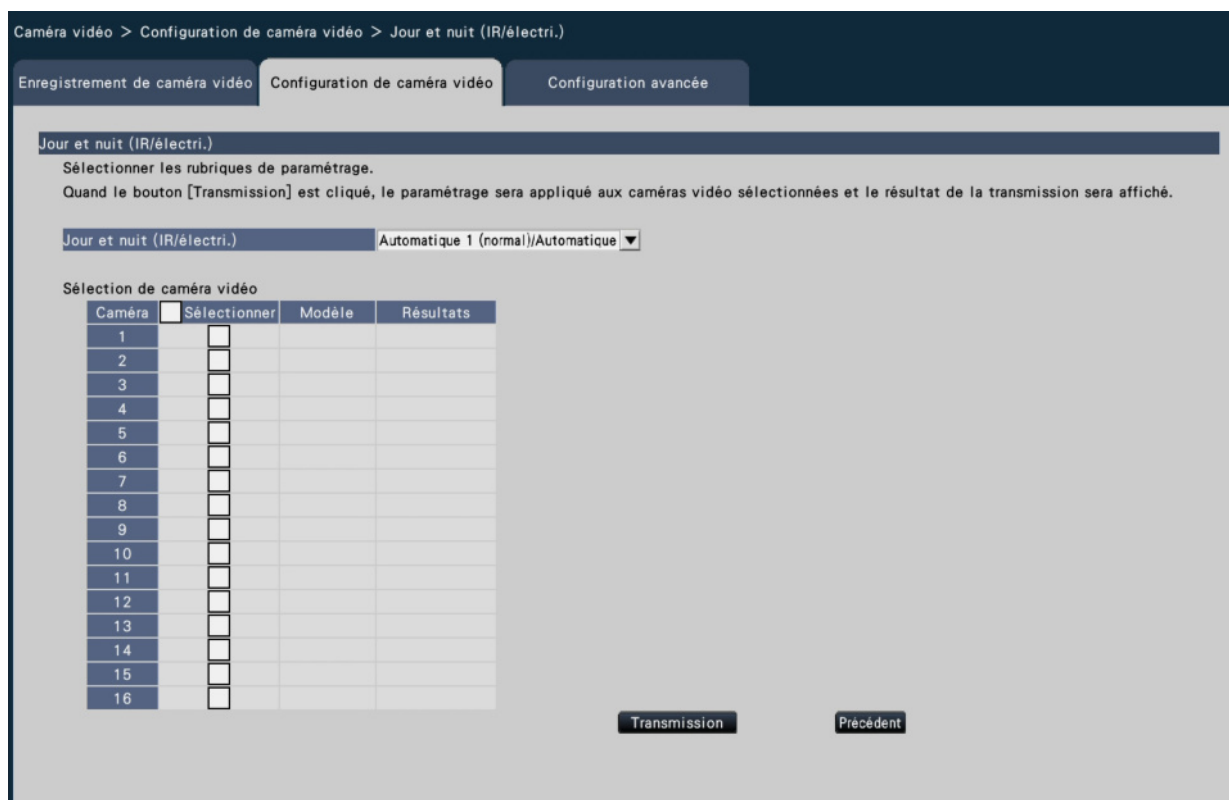 Caméra vidéo > Configuration de caméra vidéo > Jour et nuit (IR/électri.)
Enregistrement de caméra vidéo Configuration de caméra vidéo Configuration avancée
Jour et nuit (IR/électri.)
Sélectionner les rubriques de paramétrage.
Quand le bouton [Transmission] est cliqué, le paramétrage sera appliqué aux caméras vidéo sélectionnées et le résultat de la transmission sera affiché.
Jour et nuit (IR/électri.) Automatique 1 (normal)/Automatique
Sélection de caméra vidéo
Caméra Sélectionner Modèle Résultats
1
2
3
4
5
6
7
8
9
10
11
12
13
14
15
16
Transmission Précédent